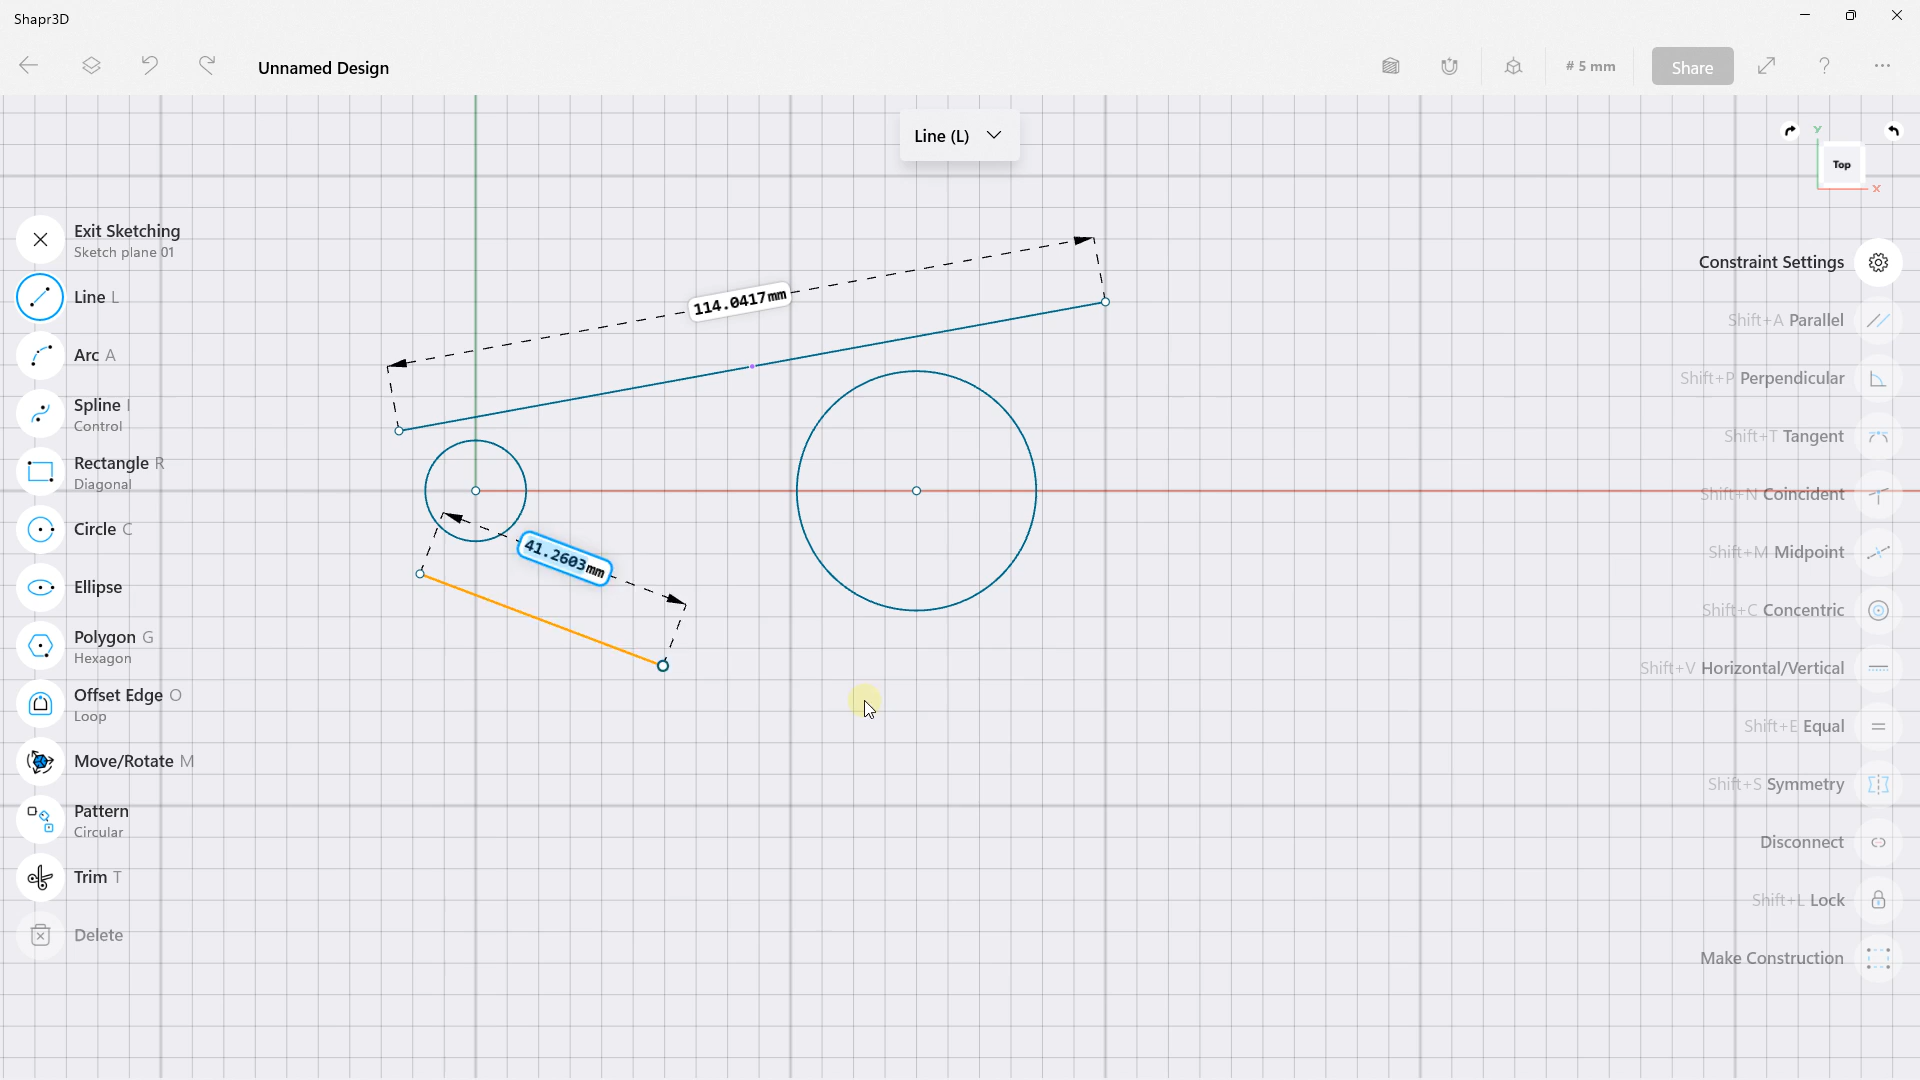 Shapr3D
Unnamed Design
# 5 mm
Share
?
Line (L)
Y
Top
X
Exit Sketching
Sketch plane 01
Line L
Arc A
Spline I
Control
Rectangle R
Diagonal
Circle C
Ellipse
Polygon G
Hexagon
Offset Edge O
Loop
Move/Rotate M
Pattern
Circular
Trim T
Delete
114.0417mm
41.2603mm
Constraint Settings
Shift+A Parallel
Shift+P Perpendicular
Shift+T Tangent
Shift+N Coincident
Shift+M Midpoint
Shift+C Concentric
Shift+V Horizontal/Vertical
Shift+E Equal
Shift+S Symmetry
Disconnect
Shift+L Lock
Make Construction